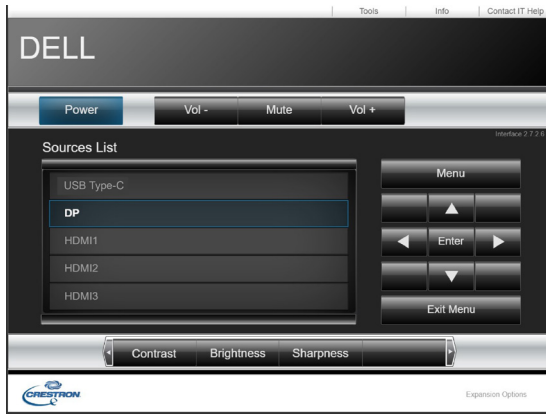 Tools Info Contact IT Help
DELL
Power Vol - Mute Vol +
Interface 2.7.2.6
Sources List
USB Type-C
DP
HDMI1
HDMI2
HDMI3
Menu
Enter
Exit Menu
Contrast Brightness Sharpness
CRESTRON
Expansion Options